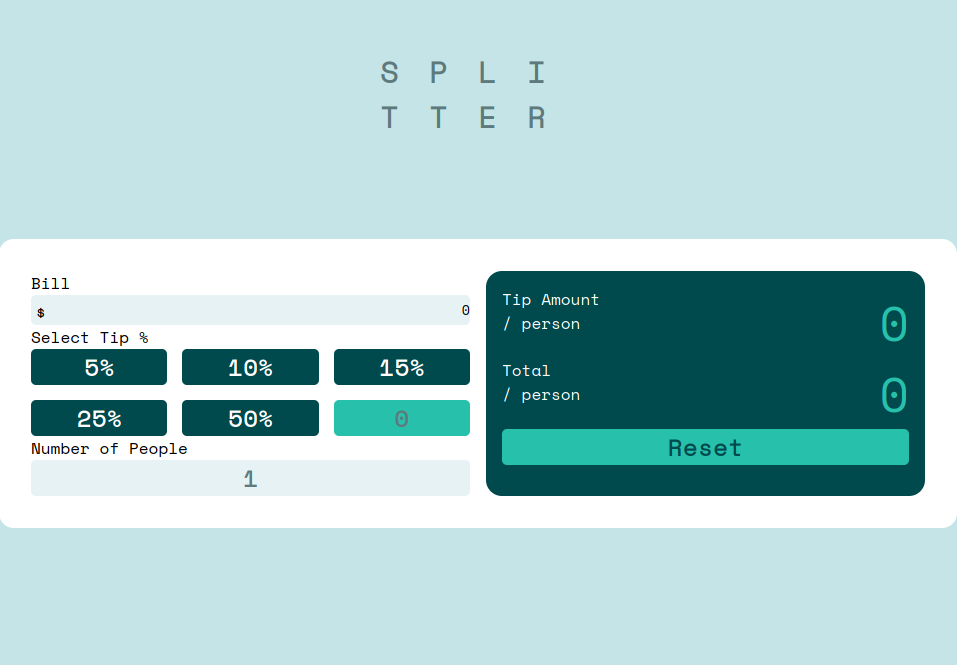 S P L I
T T E R
Bill
$ 0
Select Tip %
5% 10% 15%
25% 50% 0
Number of People
1
Tip Amount
/ person
0
Total
/ person
0
Reset